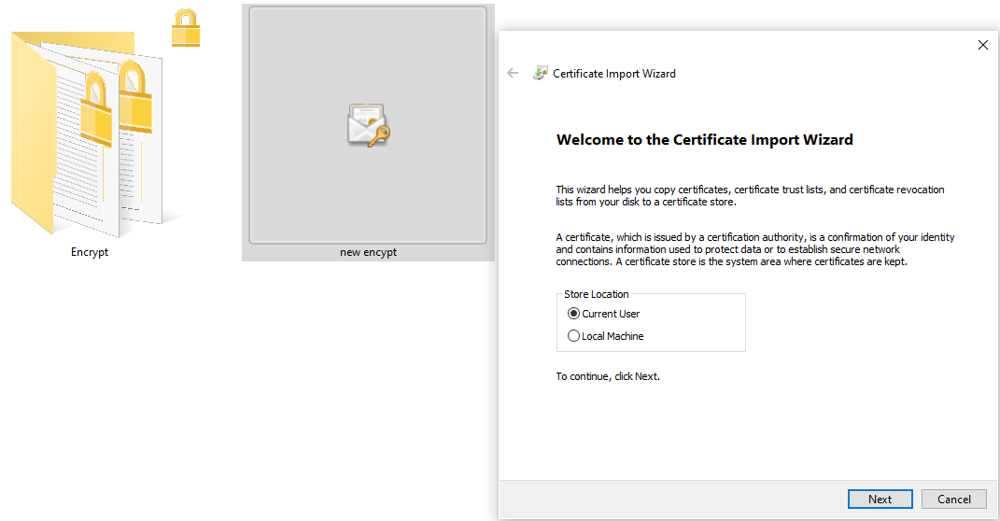 Encrypt
new encypt
Certificate Import Wizard
Welcome to the Certificate Import Wizard
This wizard helps you copy certificates, certificate trust lists, and certificate revocation
lists from your disk to a certificate store.
A certificate, which is issued by a certification authority, is a confirmation of your identity
and contains information used to protect data or to establish secure network
connections. A certificate store is the system area where certificates are kept.
Store Location
Current User
Local Machine
To continue, click Next.
Next
Cancel